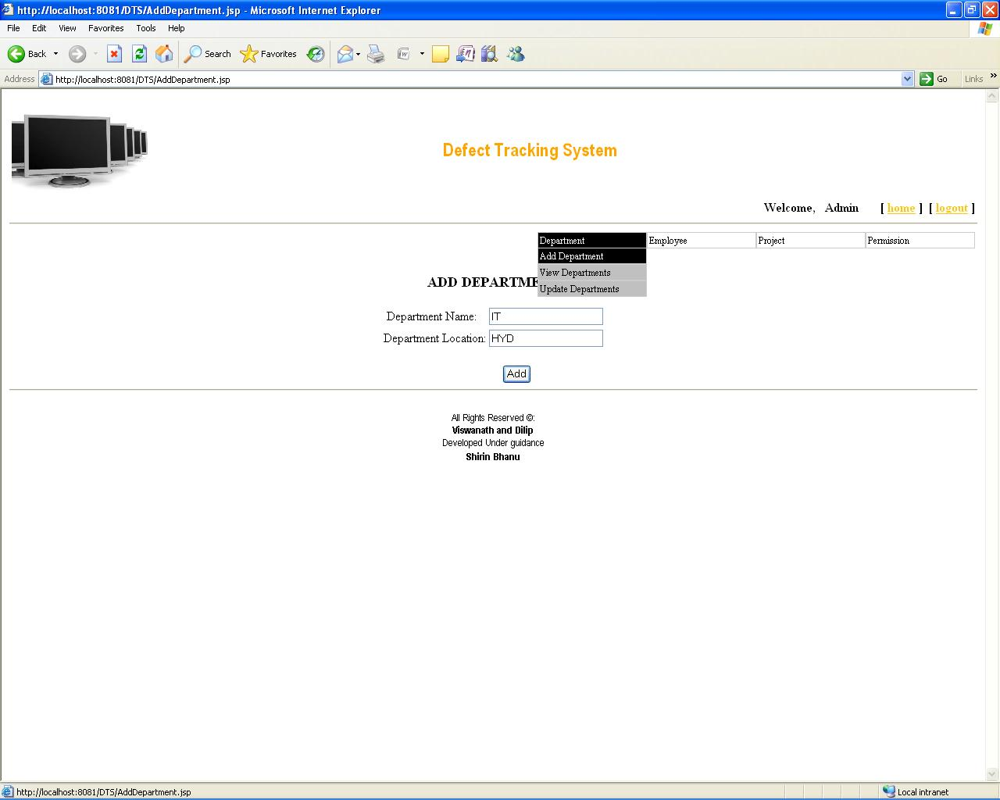 http://localhost:8081/DTS/AddDepartment.jsp - Microsoft Internet Explorer
File Edit View Favorites Tools Help
Back Search Favorites
Address http://localhost:8081/DTS/AddDepartment.jsp Go Links »
Defect Tracking System
Welcome, Admin [ home ] [ logout ]
Department Employee Project Permission
Add Department
View Departments
ADD DEPARTME
Update Departments
Department Name: IT
Department Location: HYD
Add
All Rights Reserved ©:
Viswanath and Dilip
Developed Under guidance
Shirin Bhanu
http://localhost:8081/DTS/AddDepartment.jsp Local intranet